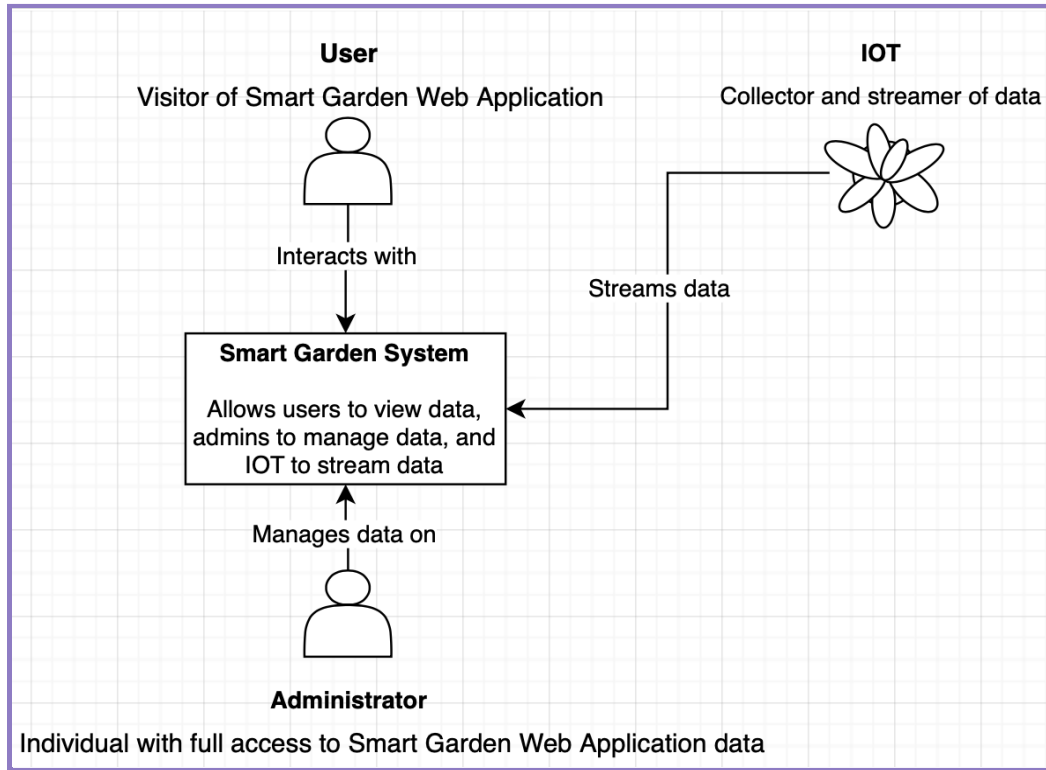 User
Visitor of Smart Garden Web Application
IOT
Collector and streamer of data
Interacts with
Streams data
Smart Garden System
Allows users to view data,
admins to manage data, and
IOT to stream data
Manages data on
Administrator
Individual with full access to Smart Garden Web Application data